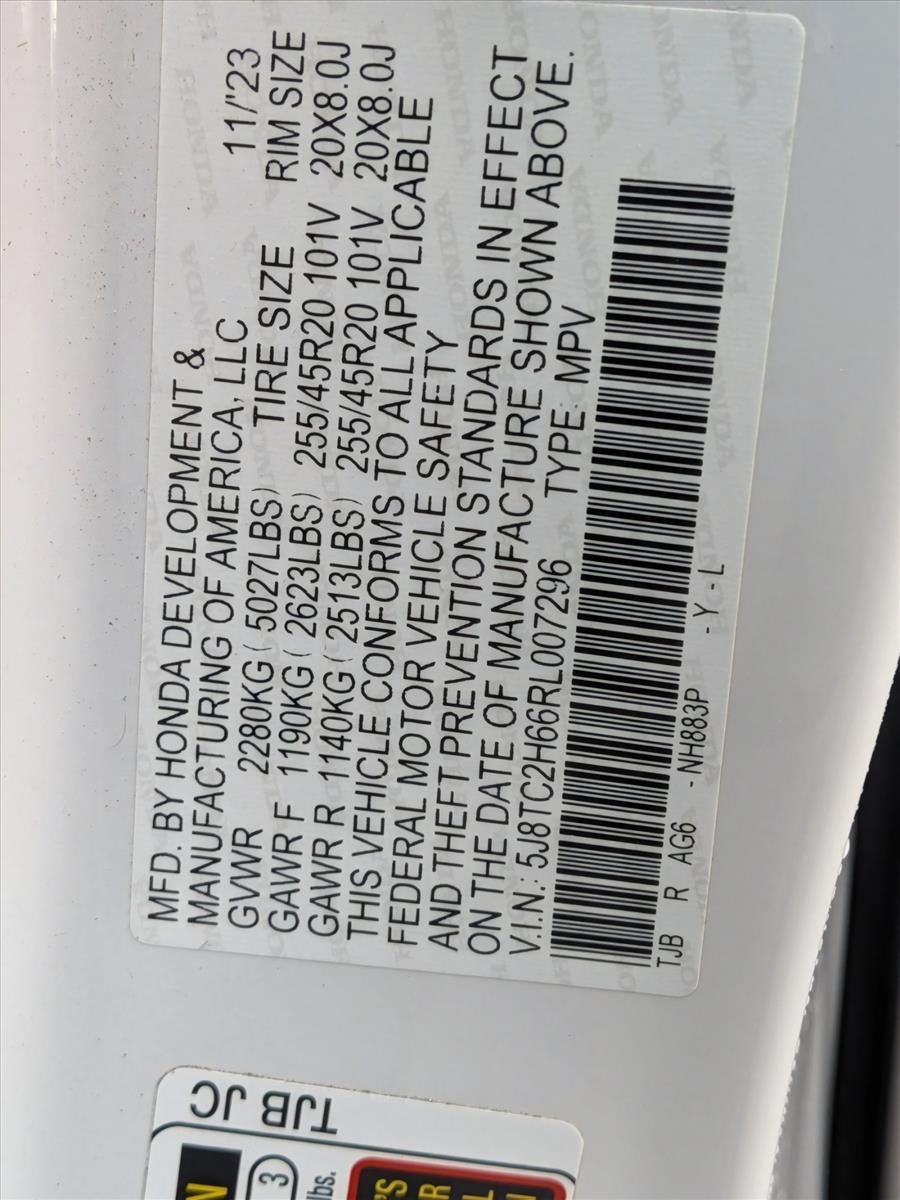 MFD. BY HONDA DEVELOPMENT &
MANUFACTURING OF AMERICA, LLC 11/'23
GVWR 2280KG ( 5027LBS) TIRE SIZE RIM SIZE
GAWR F 1190KG ( 2623LBS) 255/45R20 101V 20X8.0J
GAWR R 1140KG ( 2513LBS) 255/45R20 101V 20X8.0J
THIS VEHICLE CONFORMS TO ALL APPLICABLE
FEDERAL MOTOR VEHICLE SAFETY
AND THEFT PREVENTION STANDARDS IN EFFECT
ON THE DATE OF MANUFACTURE SHOWN ABOVE.
V.I.N.: 5J8TC2H66RL007296 TYPE: MPV
TJB R AG6 -NH883P -Y-L
TJB JC
N
3
lbs.
'S
R
L